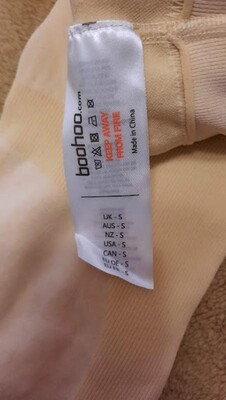 boohoo.com
KEEP AWAY
FROM FIRE
Made in China
UK - S
AUS - S
NZ - S
USA - S
CAN - S